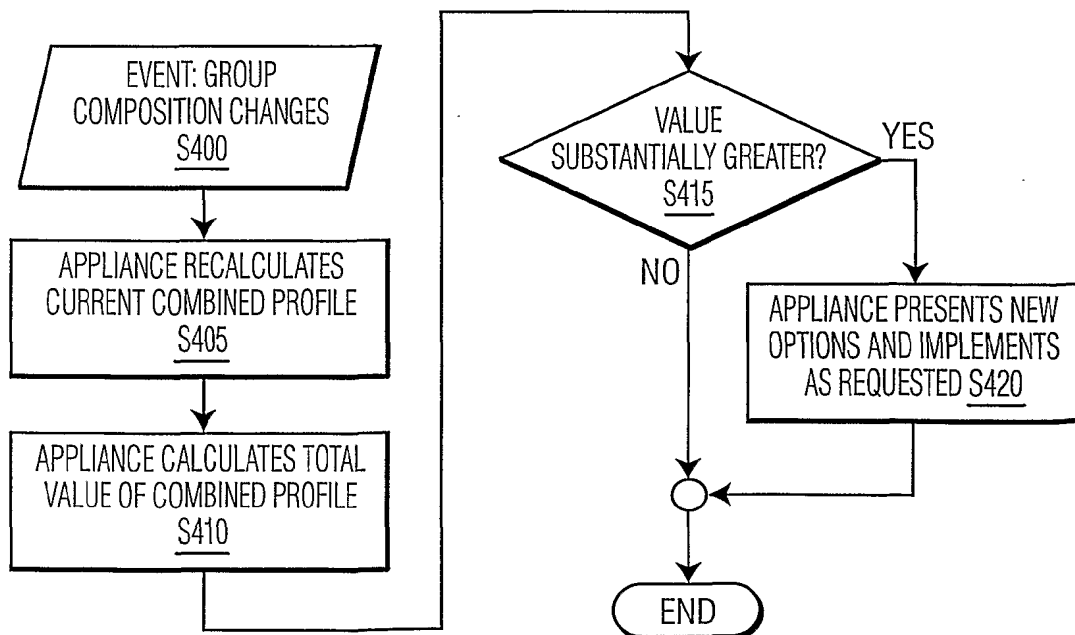 EVENT: GROUP
COMPOSITION CHANGES
S400
APPLIANCE RECALCULATES
CURRENT COMBINED PROFILE
S405
APPLIANCE CALCULATES TOTAL
VALUE OF COMBINED PROFILE
S410
VALUE
SUBSTANTIALLY GREATER?
S415
YES
NO
APPLIANCE PRESENTS NEW
OPTIONS AND IMPLEMENTS
AS REQUESTED S420
END